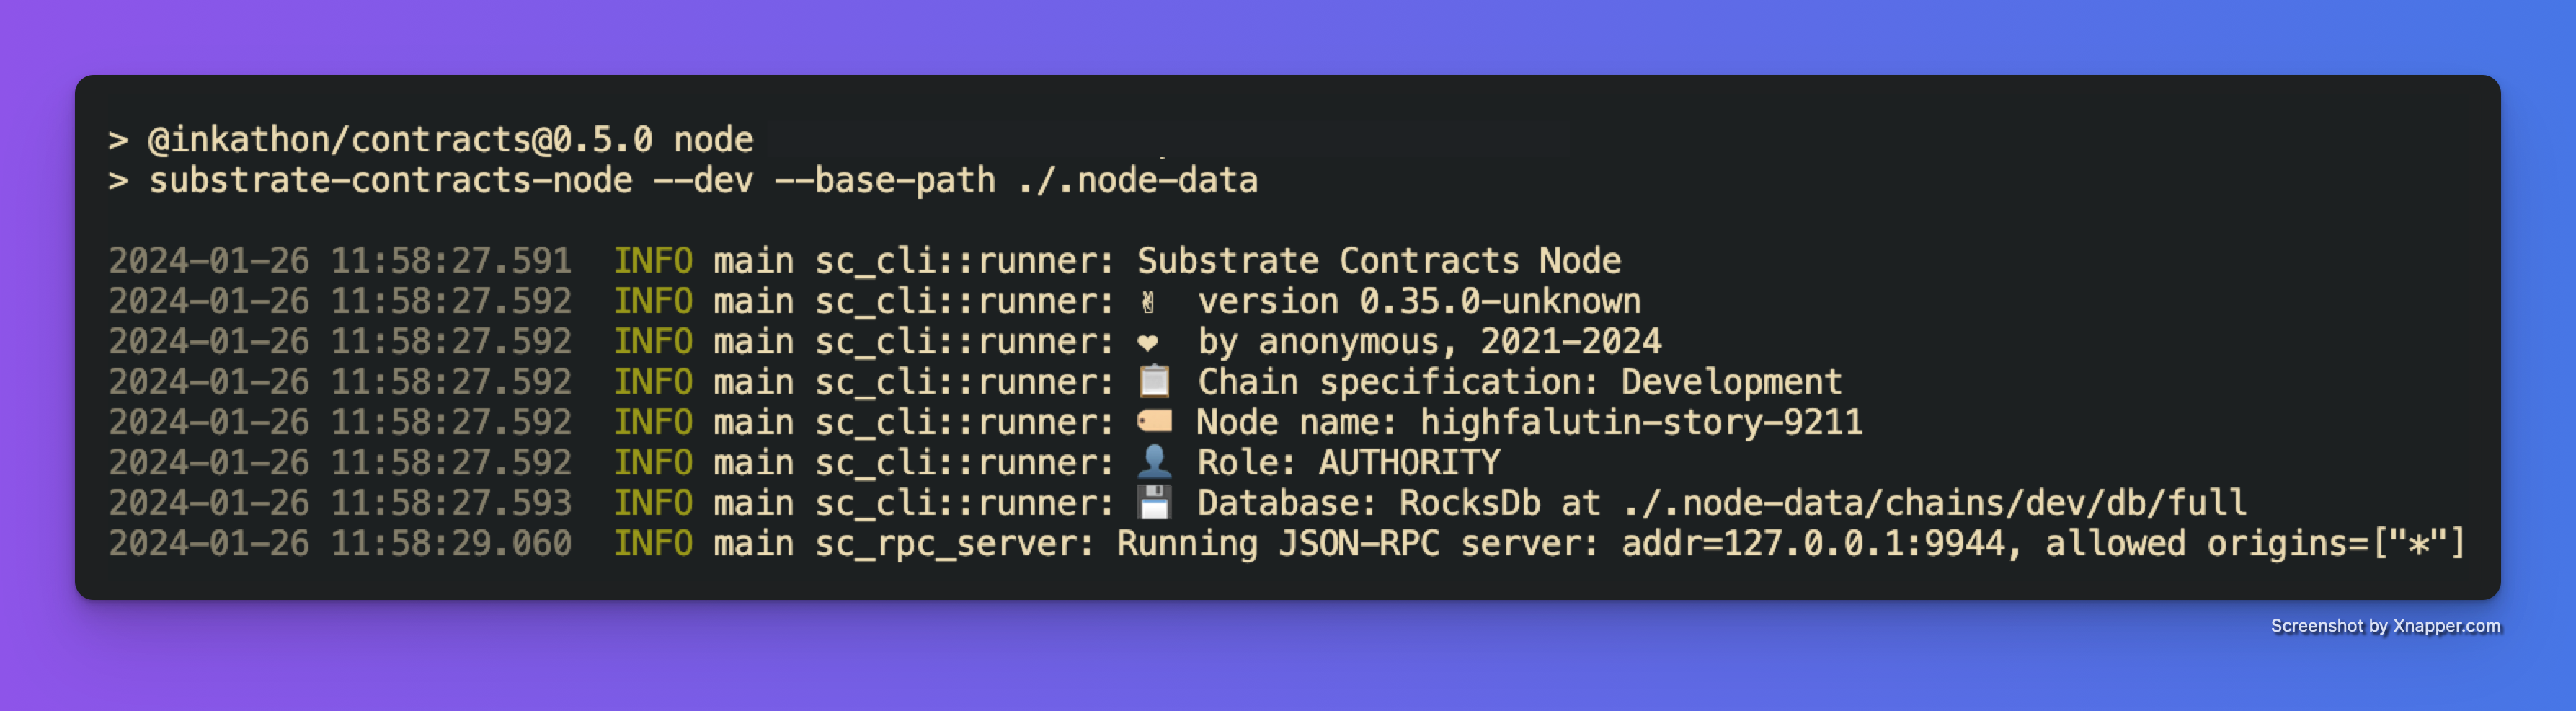 > @inkathon/contracts@0.5.0 node
> substrate-contracts-node --dev --base-path ./.node-data
2024-01-26 11:58:27.591  INFO main sc_cli::runner: Substrate Contracts Node
2024-01-26 11:58:27.592  INFO main sc_cli::runner: ✌️  version 0.35.0-unknown
2024-01-26 11:58:27.592  INFO main sc_cli::runner: ❤️  by anonymous, 2021-2024
2024-01-26 11:58:27.592  INFO main sc_cli::runner: 📋 Chain specification: Development
2024-01-26 11:58:27.592  INFO main sc_cli::runner: 🏷 Node name: highfalutin-story-9211
2024-01-26 11:58:27.592  INFO main sc_cli::runner: 👤 Role: AUTHORITY
2024-01-26 11:58:27.593  INFO main sc_cli::runner: 💾 Database: RocksDb at ./.node-data/chains/dev/db/full
2024-01-26 11:58:29.060  INFO main sc_rpc_server: Running JSON-RPC server: addr=127.0.0.1:9944, allowed origins=["*"]
Screenshot by Xnapper.com